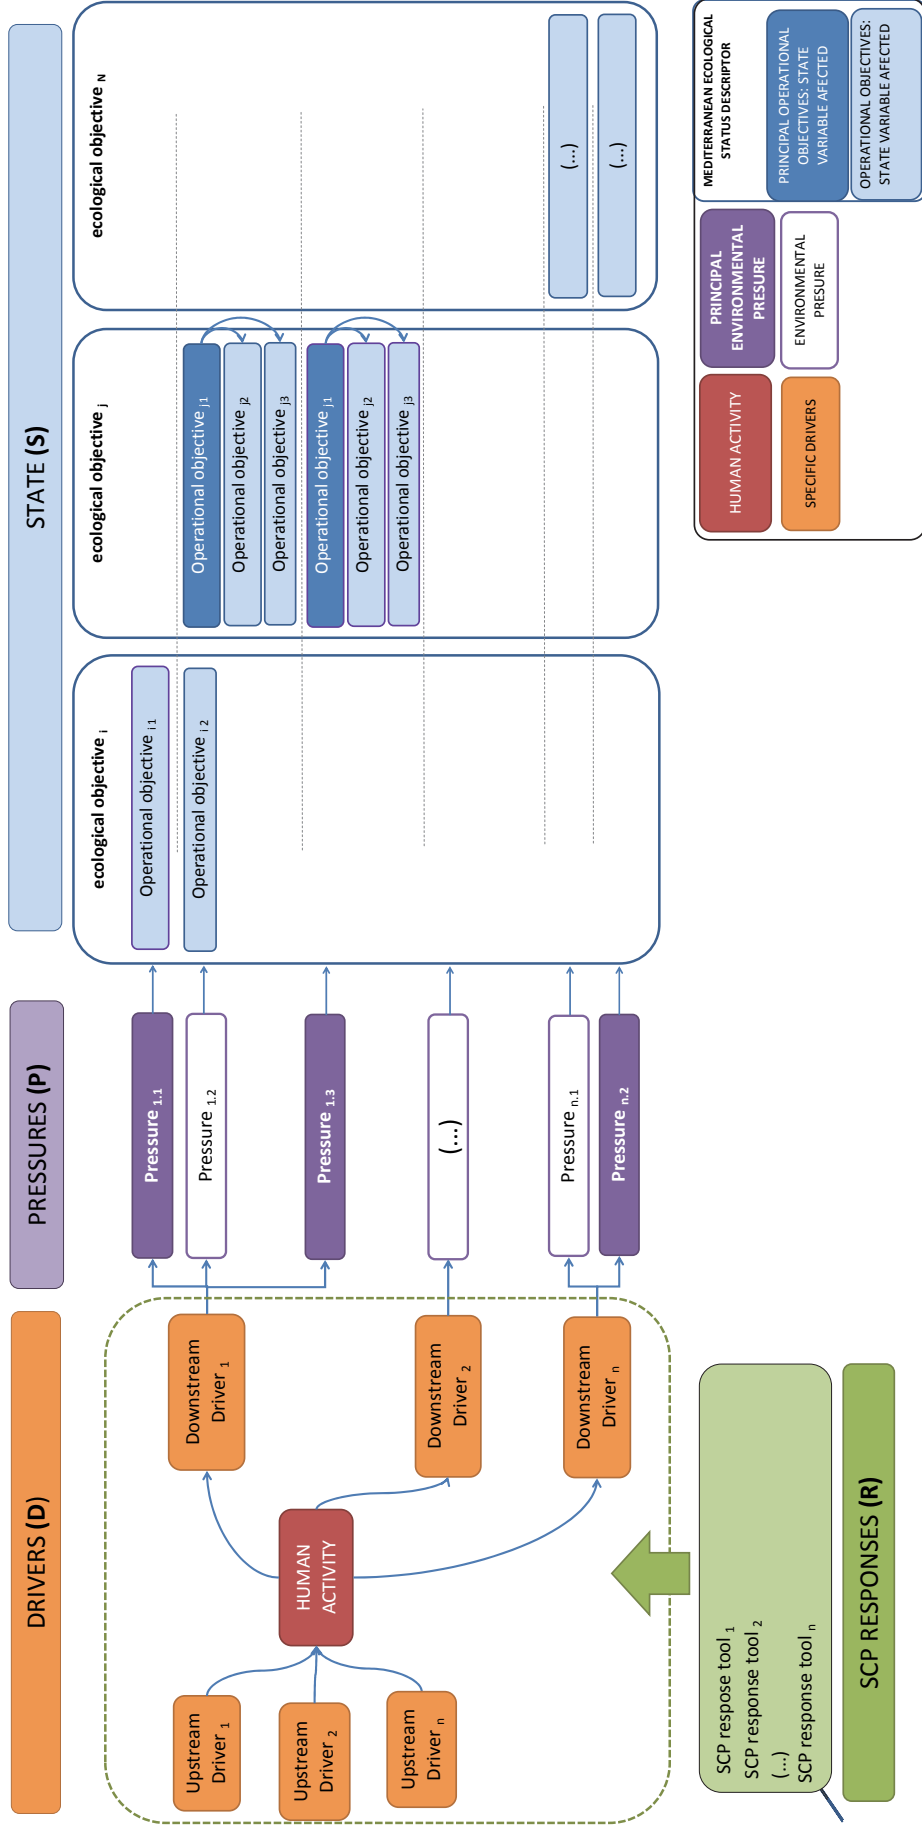 DRIVERS (D)
PRESSURES (P)
STATE (S)
Upstream
Driver 1
Upstream
Driver 2
Upstream
Driver n
HUMAN
ACTIVITY
Downstream
Driver 1
Downstream
Driver 2
Downstream
Driver n
Pressure 1.1
Pressure 1.2
Pressure 1.3
(...)
Pressure n.1
Pressure n.2
ecological objective i
Operational objective i 1
Operational objective i 2
ecological objective j
Operational objective j1
Operational objective j2
Operational objective j3
Operational objective j1
Operational objective j2
Operational objective j3
ecological objective N
(...)
(...)
SCP respose tool 1
SCP response tool 2
(...)
SCP response tool n
SCP RESPONSES (R)
HUMAN ACTIVITY
SPECIFIC DRIVERS
PRINCIPAL
ENVIRONMENTAL
PRESURE
ENVIRONMENTAL
PRESURE
MEDITERRANEAN ECOLOGICAL
STATUS DESCRIPTOR
PRINCIPAL OPERATIONAL
OBJECTIVES: STATE
VARIABLE AFECTED
OPERATIONAL OBJECTIVES:
STATE VARIABLE AFFECTED